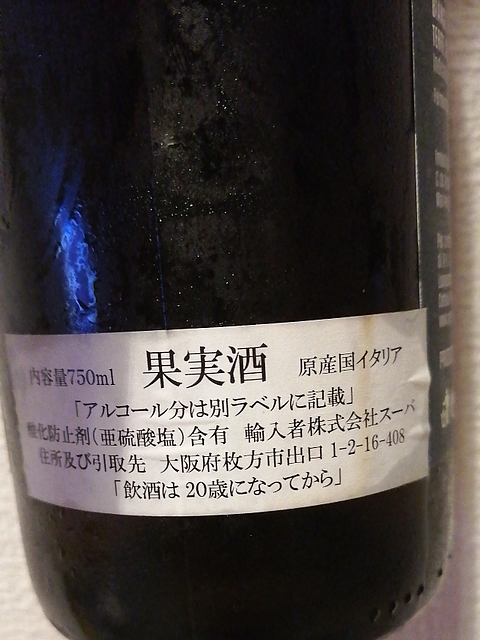 内容量750ml 果実酒 原産国イタリア
「アルコール分は別ラベルに記載」
酸化防止剤(亜硫酸塩)含有 輸入者株式会社スーパ
住所及び引取先 大阪府枚方市出口1-2-16-408
「飲酒は20歳になってから」